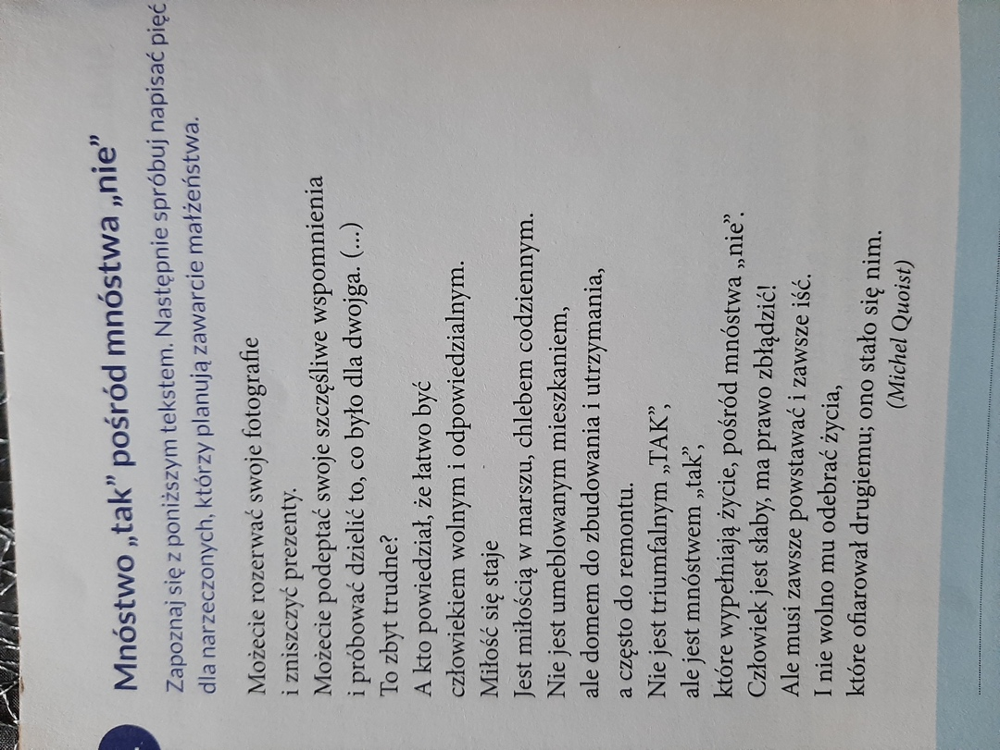 Mnóstwo „tak” pośród mnóstwa „nie”
Zapoznaj się z poniższym tekstem. Następnie spróbuj napisać pięć
dla narzeczonych, którzy planują zawarcie małżeństwa.
Możecie rozerwać swoje fotografie
i zniszczyć prezenty.
Możecie podeptać swoje szczęśliwe wspomnienia
i próbować dzielić to, co było dla dwojga. (...)
To zbyt trudne?
A kto powiedział, że łatwo być
człowiekiem wolnym i odpowiedzialnym.
Miłość się staje
Jest miłością w marszu, chlebem codziennym.
Nie jest umeblowanym mieszkaniem,
ale domem do zbudowania i utrzymania,
a często do remontu.
Nie jest triumfalnym „TAK”,
ale jest mnóstwem „tak”,
które wypełniają życie, pośród mnóstwa „nie”.
Człowiek jest słaby, ma prawo zbłądzić!
Ale musi zawsze powstawać i zawsze iść.
I nie wolno mu odebrać życia,
które ofiarował drugiemu; ono stało się nim.
(Michel Quoist)